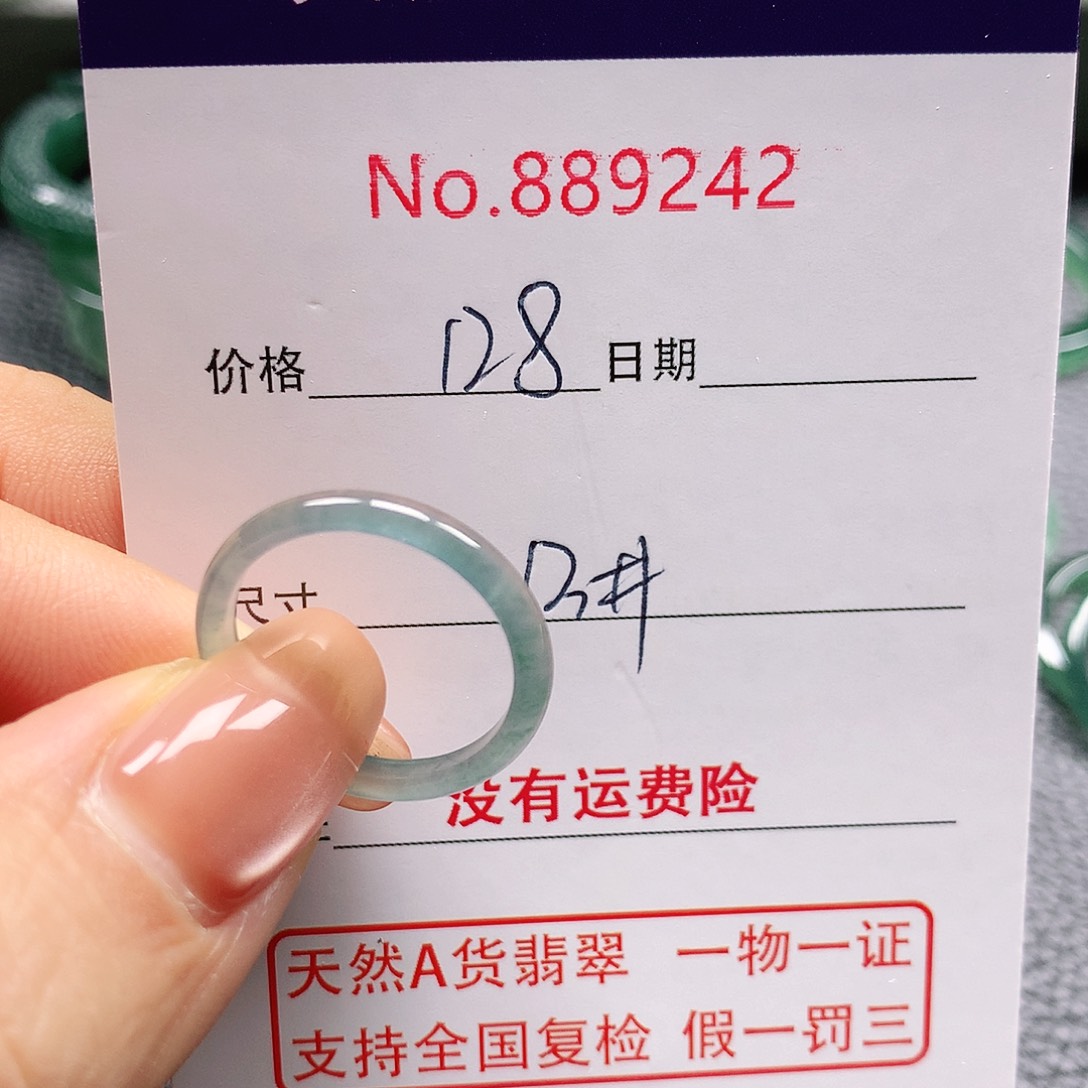 No.889242
价格 128 日期
尺寸 13#
没有运费险
天然A货翡翠 一物一证
支持全国复检 假一罚三